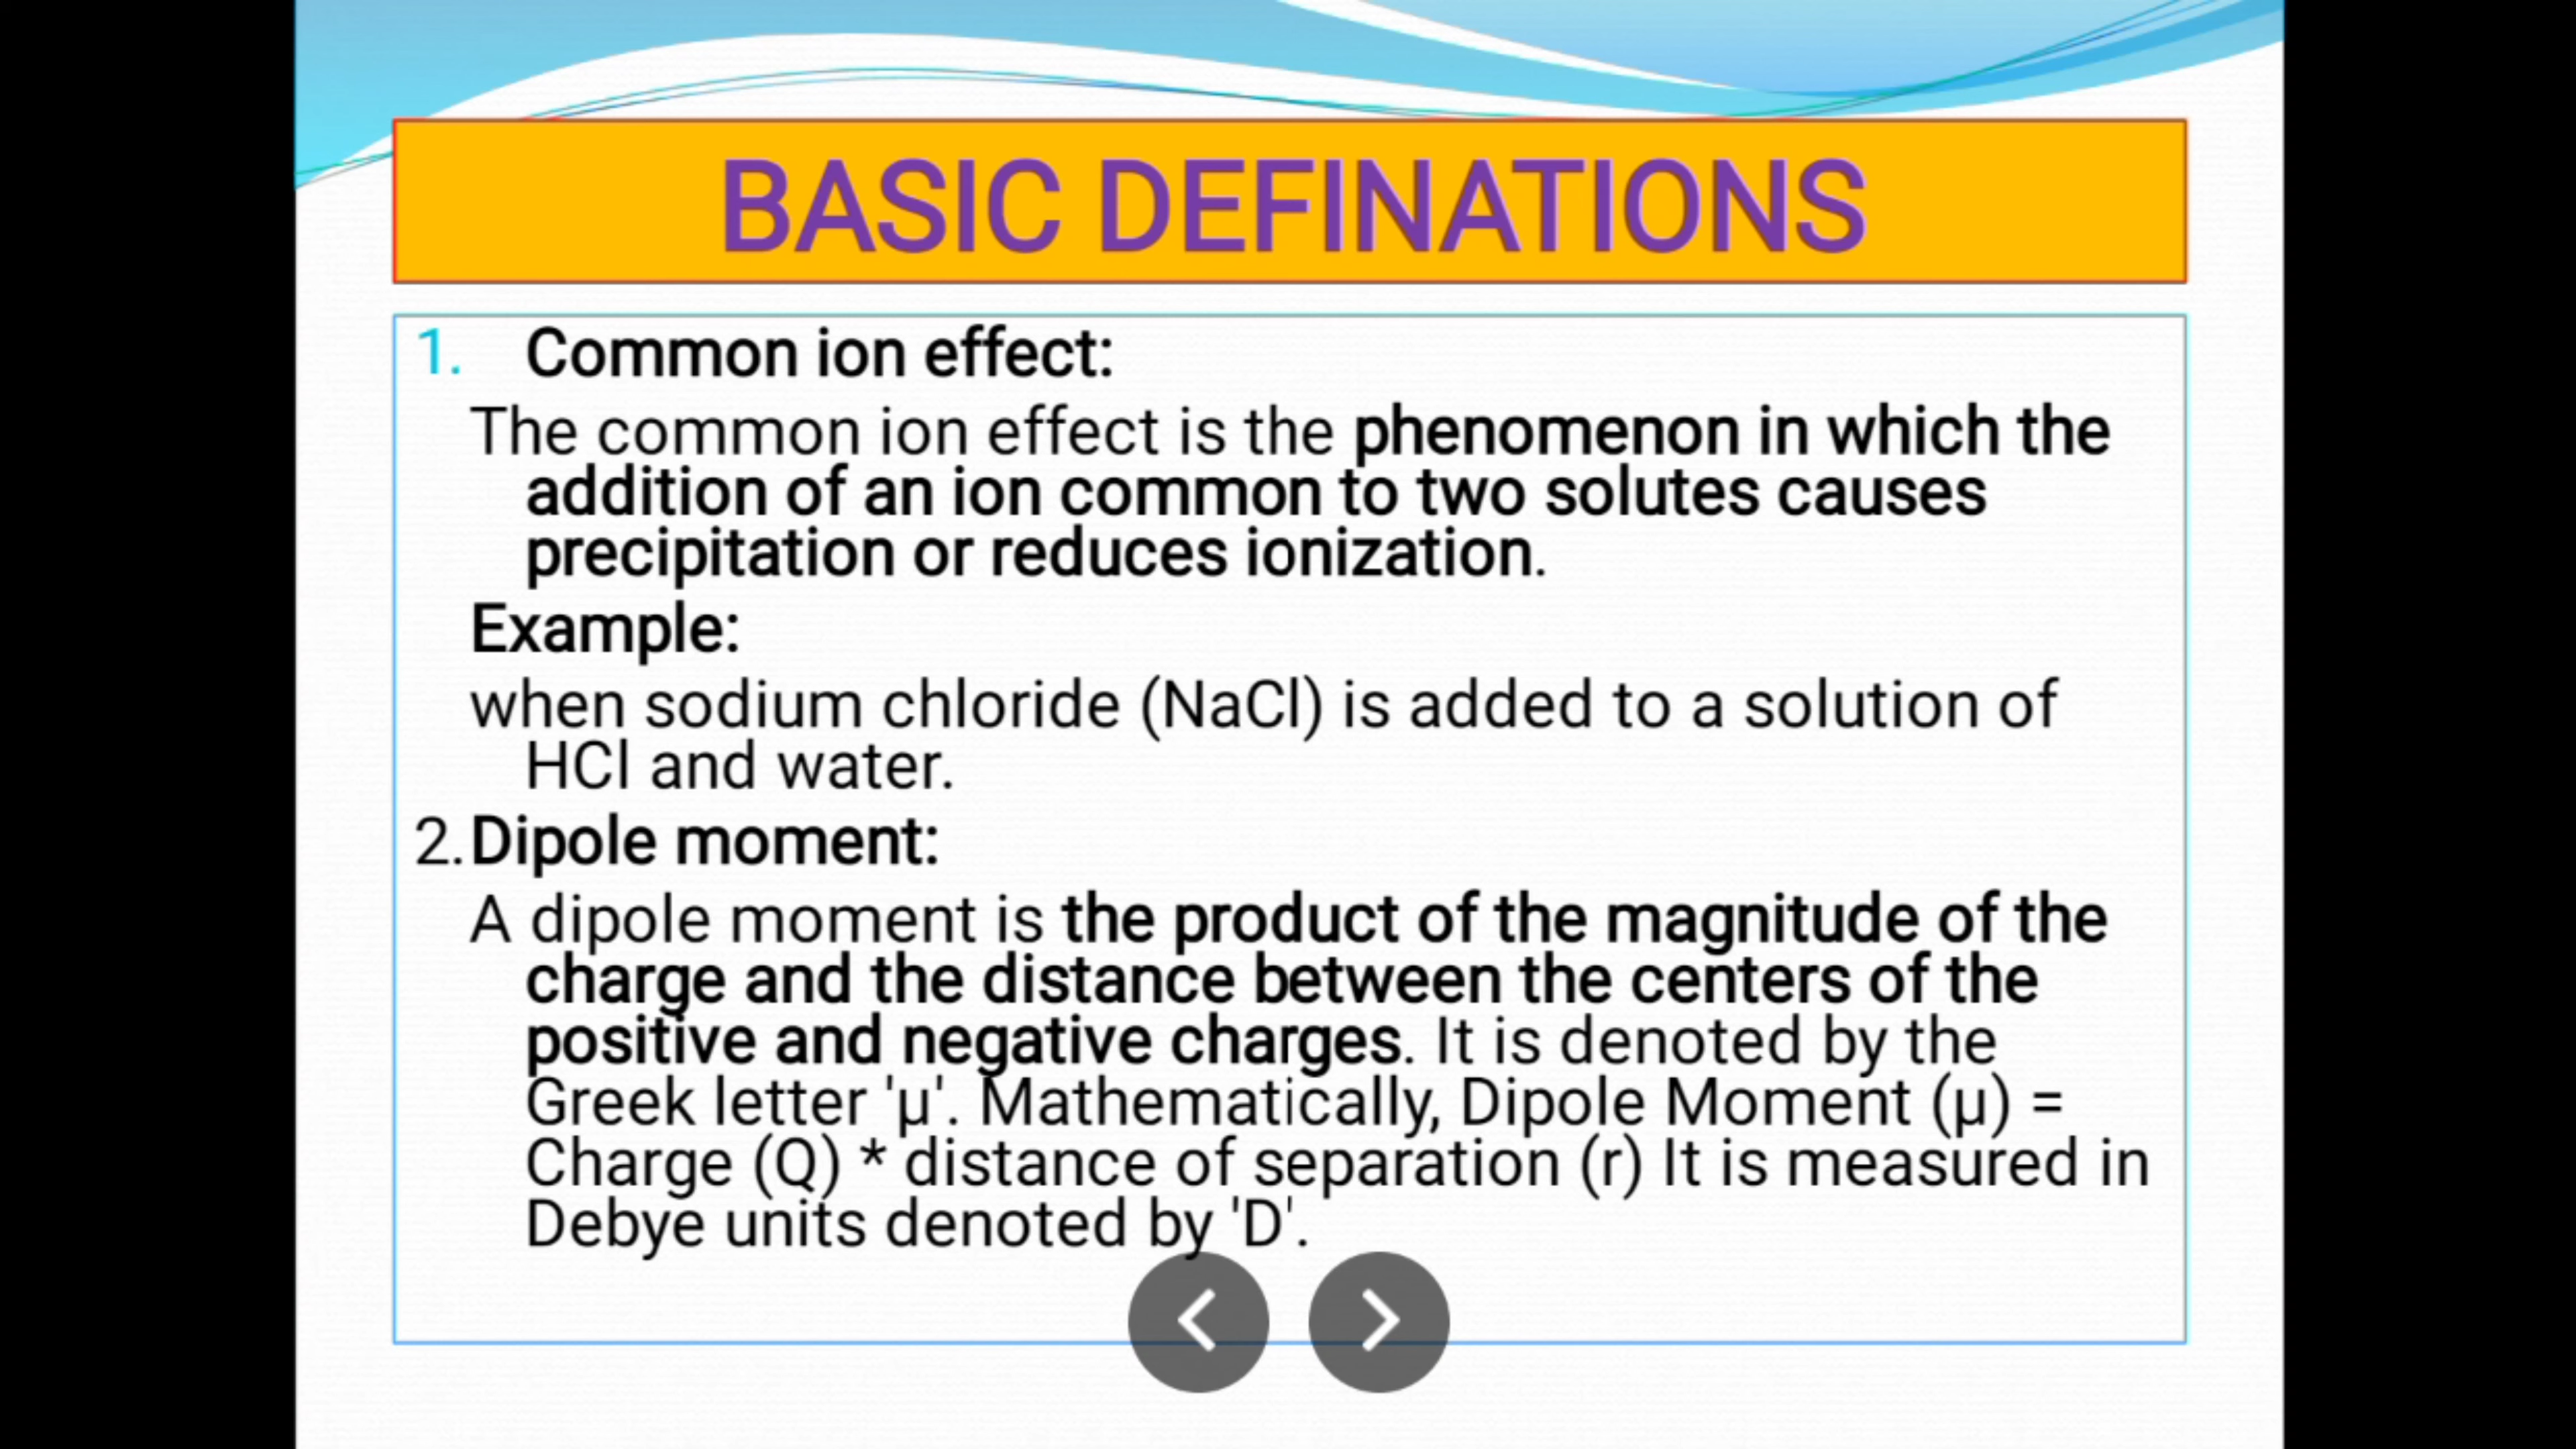 BASIC DEFINATIONS
1. Common ion effect:
The common ion effect is the phenomenon in which the
addition of an ion common to two solutes causes
precipitation or reduces ionization.
Example:
when sodium chloride (NaCl) is added to a solution of
HCl and water.
2. Dipole moment:
A dipole moment is the product of the magnitude of the
charge and the distance between the centers of the
positive and negative charges. It is denoted by the
Greek letter 'μ'. Mathematically, Dipole Moment (μ) =
Charge (Q) * distance of separation (r) It is measured in
Debye units denoted by 'D'.